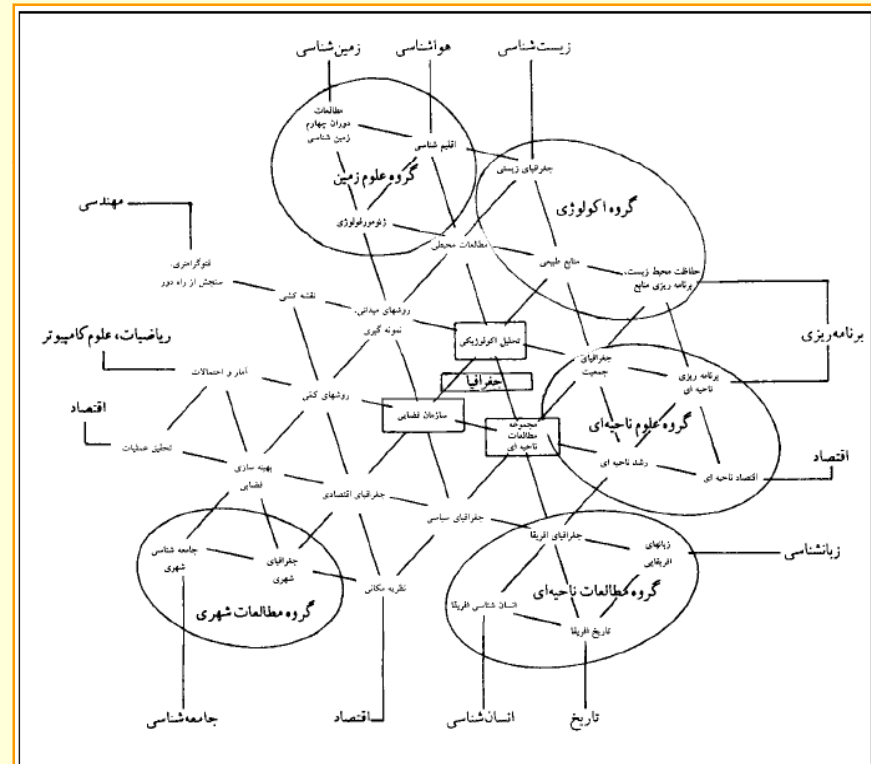 زمین‌شناسی
هواشناسی
زیست‌شناسی
مطالعات
دوران چهارم
زمین شناسی
اقلیم شناسی
گروه علوم زمین
ژئومورفولوژی
جغرافیای زیستی
گروه اکولوژی
مطالعات محیطی
منابع طبیعی
حفاظت محیط زیست،
برنامه ریزی منابع
مهندسی
فتوگرامتری،
سنجش از راه دور
نقشه کشی
روشهای میدانی،
نمونه گیری
تحلیل اکولوژیکی
جغرافیای
جمعیت
برنامه‌ریزی
برنامه ریزی
ناحیه ای
ریاضیات، علوم کامپیوتر
آمار و احتمالات
روشهای کمّی
جغرافیا
سازمان فضایی
مجموعه
مطالعات
ناحیه ای
گروه علوم ناحیه‌ای
اقتصاد
تحقیق عملیات
بهینه سازی
فضایی
جغرافیای اقتصادی
جغرافیای سیاسی
رشد ناحیه ای
اقتصاد ناحیه ای
اقتصاد
جامعه شناسی
شهری
جغرافیای
شهری
گروه مطالعات شهری
نظریه مکانی
جغرافیای افریقا
زبانهای
افریقایی
زبانشناسی
گروه مطالعات ناحیه‌ای
انسان شناسی افریقا
تاریخ افریقا
جامعه‌شناسی
اقتصاد
انسان‌شناسی
تاریخ